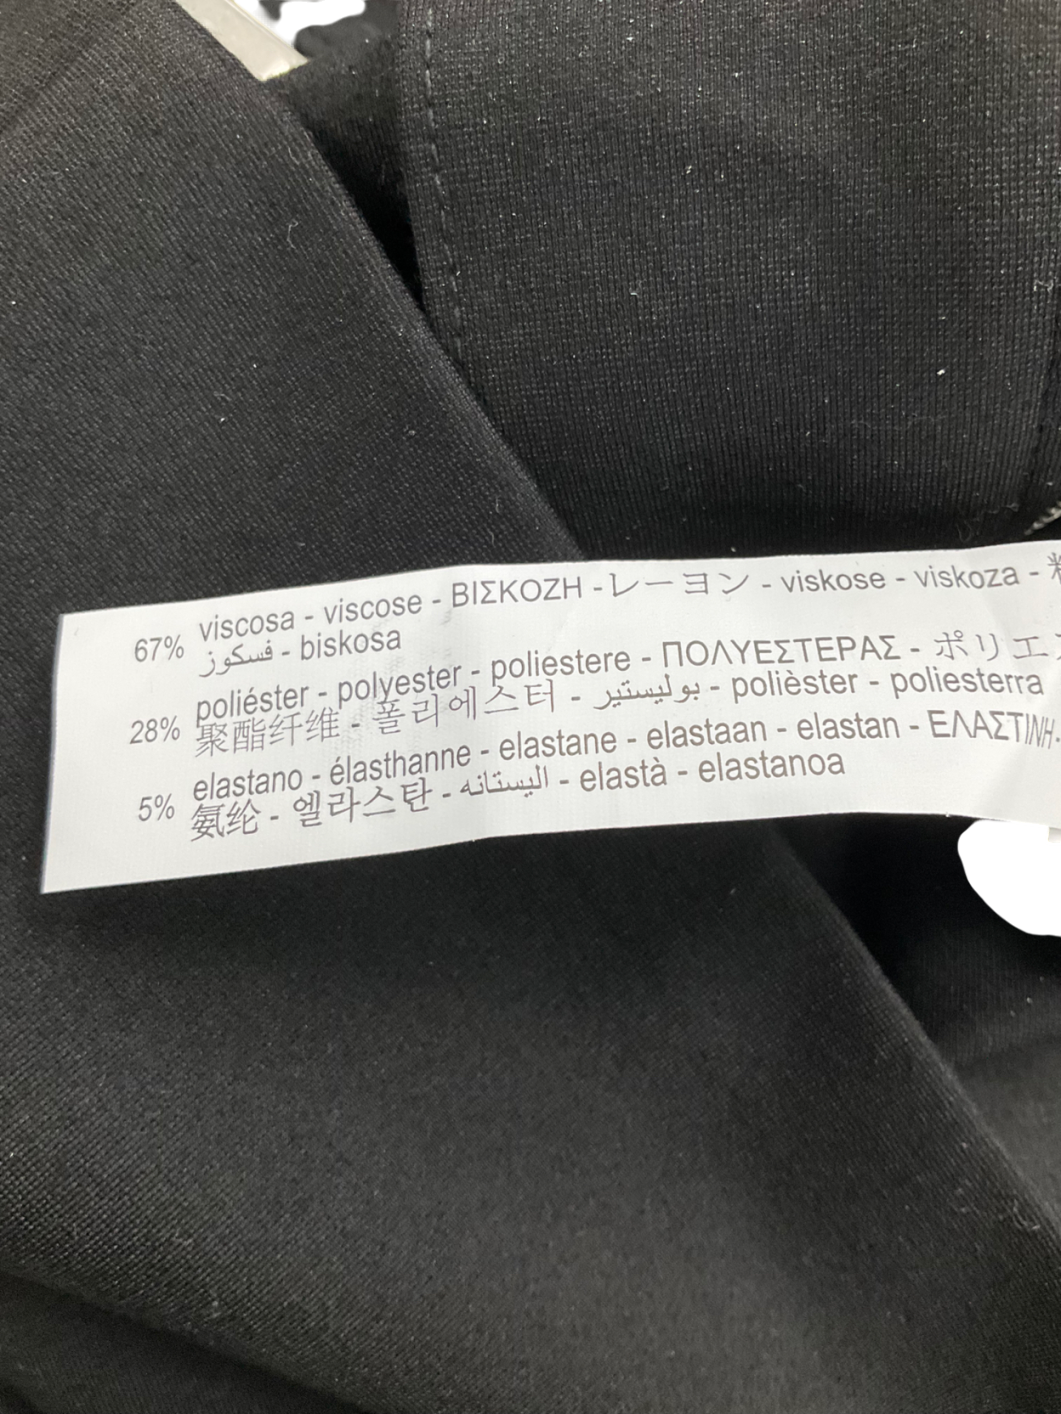 67% viscosa - viscose - ΒΙΣΚΟΖΗ - レーヨン - viskose - viskoza -
فسكوز - biskosa
28% poliéster - polyester - poliestere - ΠΟΛΥΕΣΤΕΡΑΣ - ポリエ
聚酯纤维 - 폴리에스터 - بوليستير - polièster - poliesterra
5% elastano - élasthanne - elastane - elastaan - elastan - ΕΛΑΣΤΙΝΗ -
氨纶 - 엘라스탄 - اليستانه - elastà - elastanoa